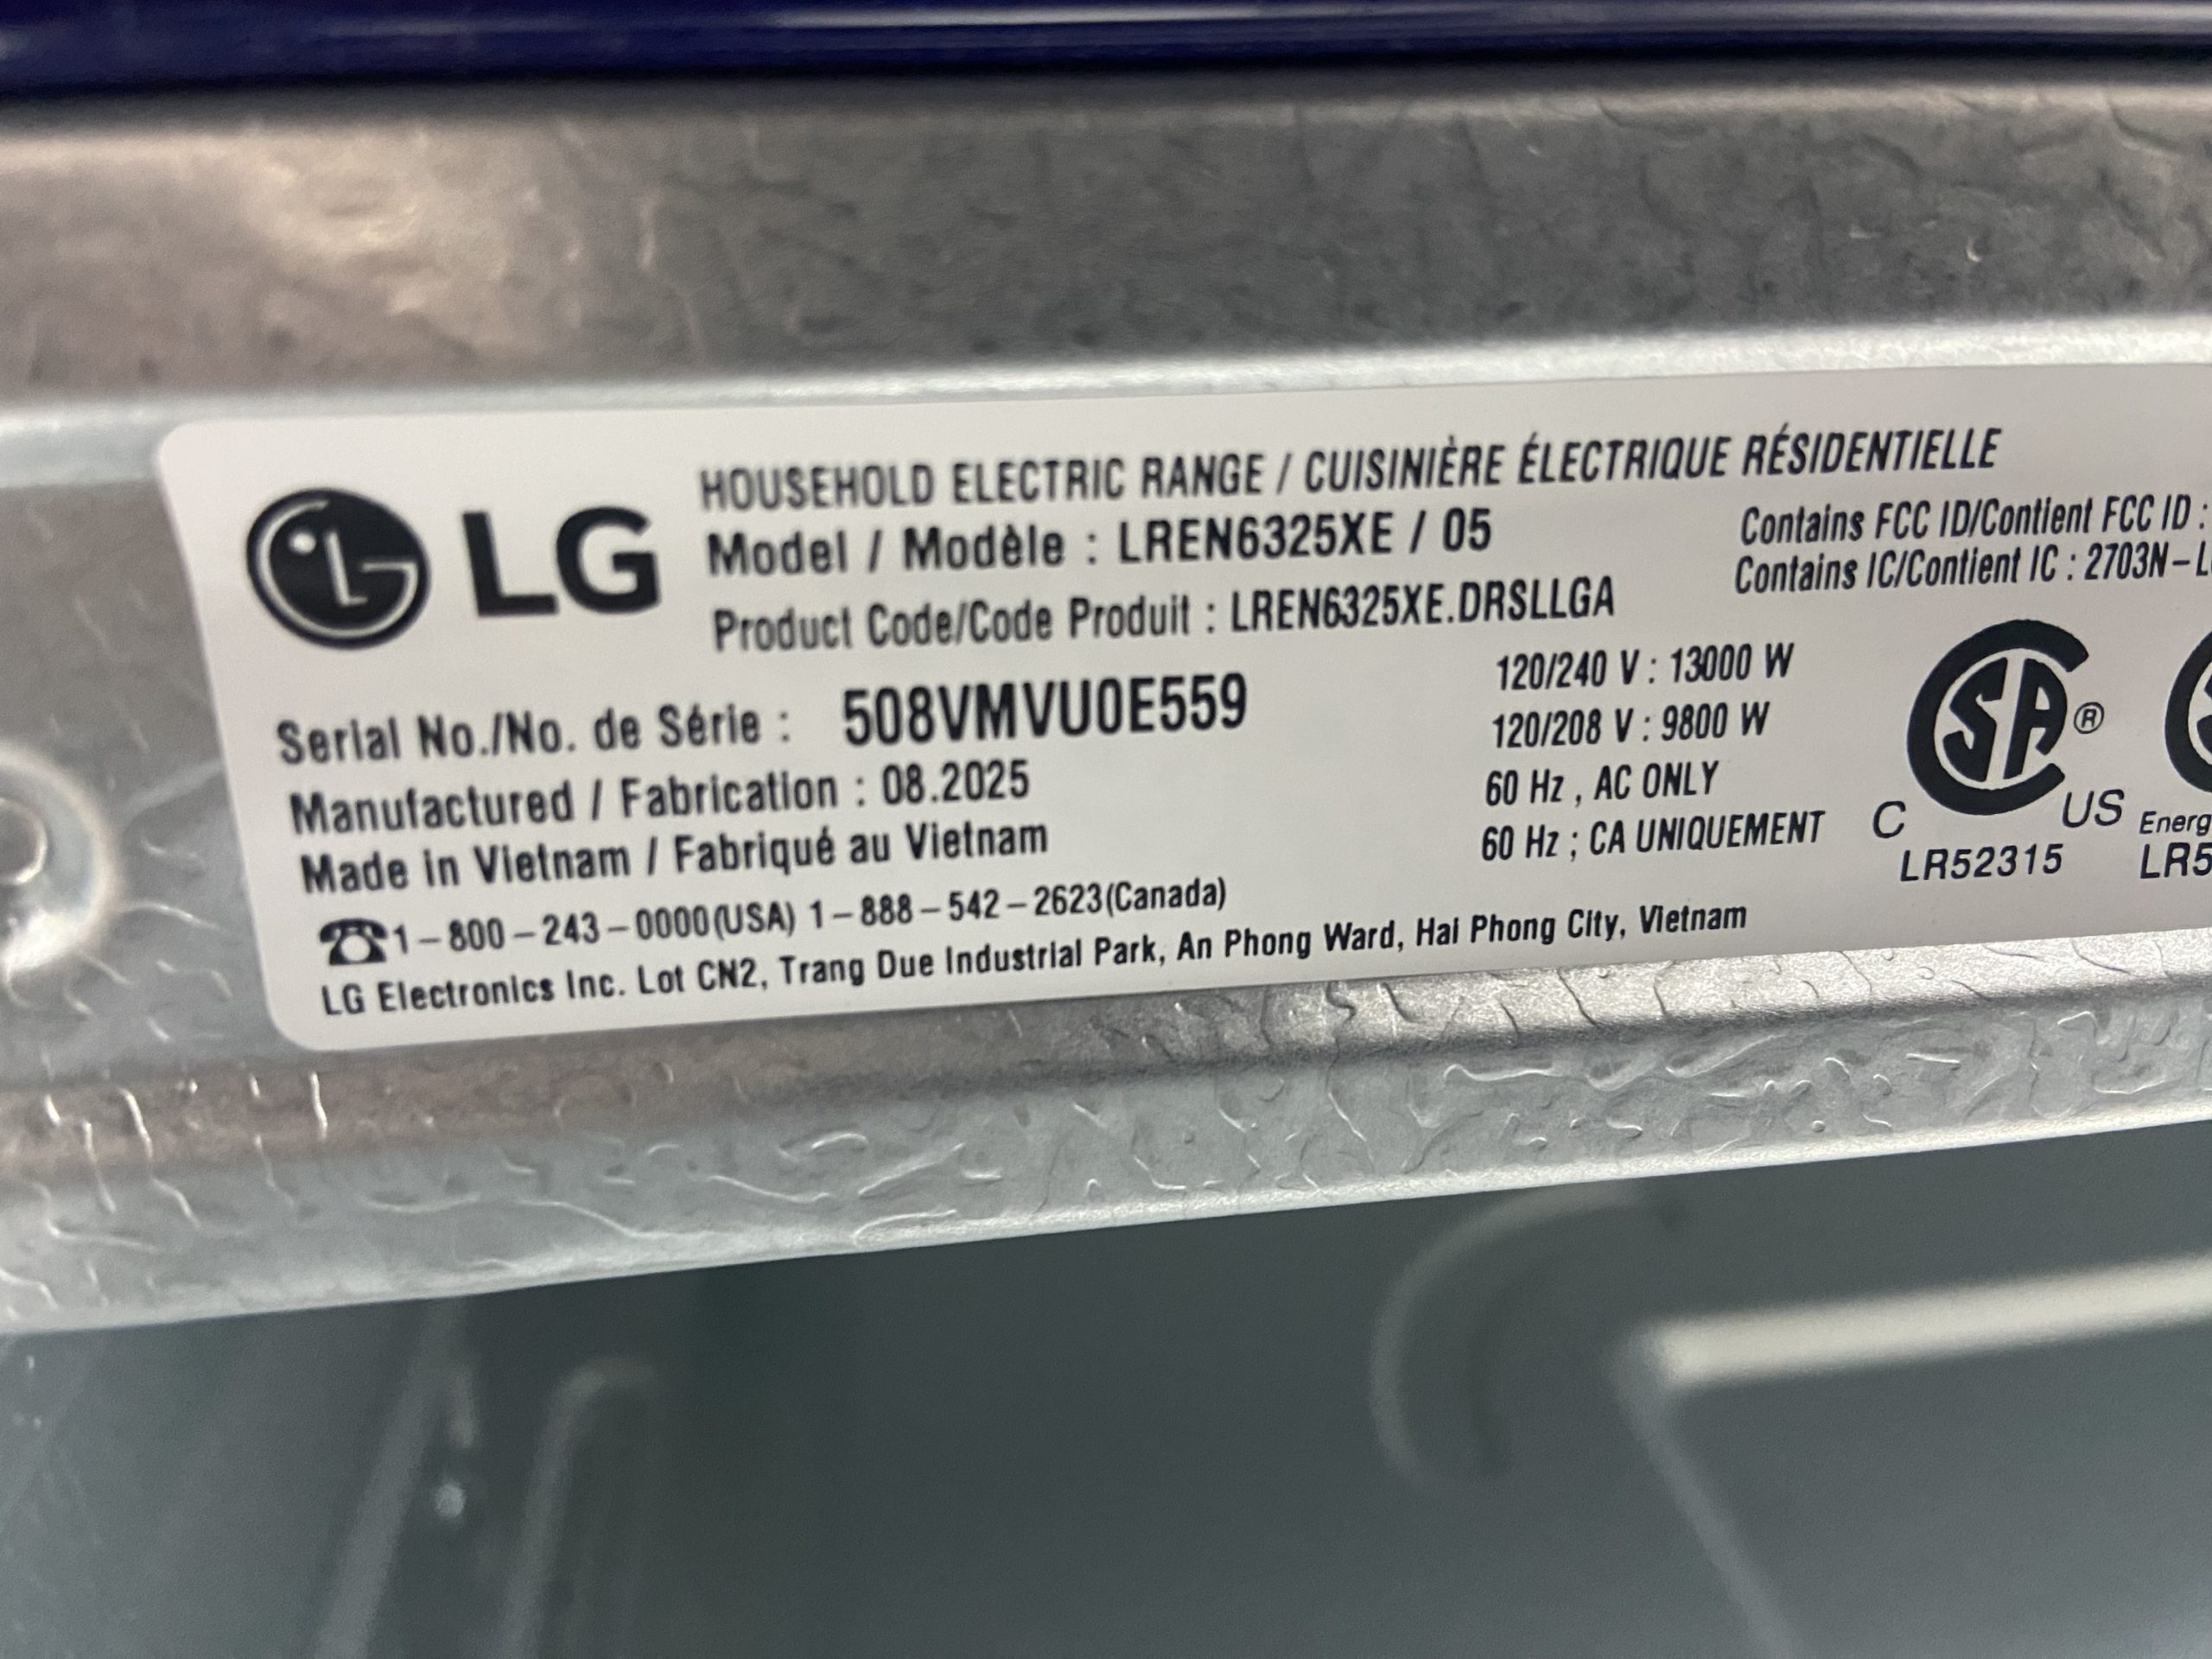 LG
HOUSEHOLD ELECTRIC RANGE / CUISINIÈRE ÉLECTRIQUE RÉSIDENTIELLE
Model / Modèle : LREN6325XE / 05
Product Code/Code Produit : LREN6325XE.DRSLLGA
Contains FCC ID/Contient FCC ID :
Contains IC/Contient IC : 2703N-L
Serial No./No. de Série : 508VMVU0E559
Manufactured / Fabrication : 08.2025
Made in Vietnam / Fabriqué au Vietnam
1-800-243-0000(USA) 1-888-542-2623(Canada)
LG Electronics Inc. Lot CN2, Trang Due Industrial Park, An Phong Ward, Hai Phong City, Vietnam
120/240 V : 13000 W
120/208 V : 9800 W
60 Hz , AC ONLY
60 Hz ; CA UNIQUEMENT
C SA ® US
LR52315
Energ
LR5